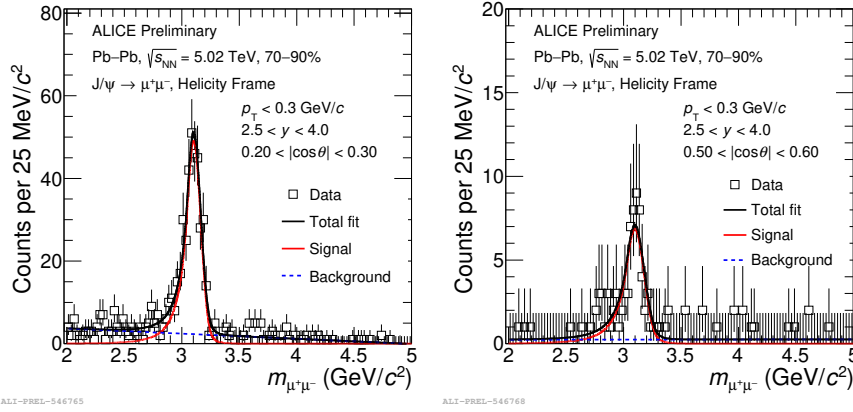 Counts per 25 MeV/c²
80
60
40
20
0
ALICE Preliminary
Pb–Pb, √sNN = 5.02 TeV, 70–90%
J/ψ → μ⁺μ⁻, Helicity Frame
pT < 0.3 GeV/c
2.5 < y < 4.0
0.20 < |cosθ| < 0.30
Data
Total fit
Signal
Background
2 2.5 3 3.5 4 4.5 5
mμ⁺μ⁻ (GeV/c²)
ALI-PREL-546765
Counts per 25 MeV/c²
20
15
10
5
0
ALICE Preliminary
Pb–Pb, √sNN = 5.02 TeV, 70–90%
J/ψ → μ⁺μ⁻, Helicity Frame
pT < 0.3 GeV/c
2.5 < y < 4.0
0.50 < |cosθ| < 0.60
Data
Total fit
Signal
Background
2 2.5 3 3.5 4 4.5 5
mμ⁺μ⁻ (GeV/c²)
ALI-PREL-546768